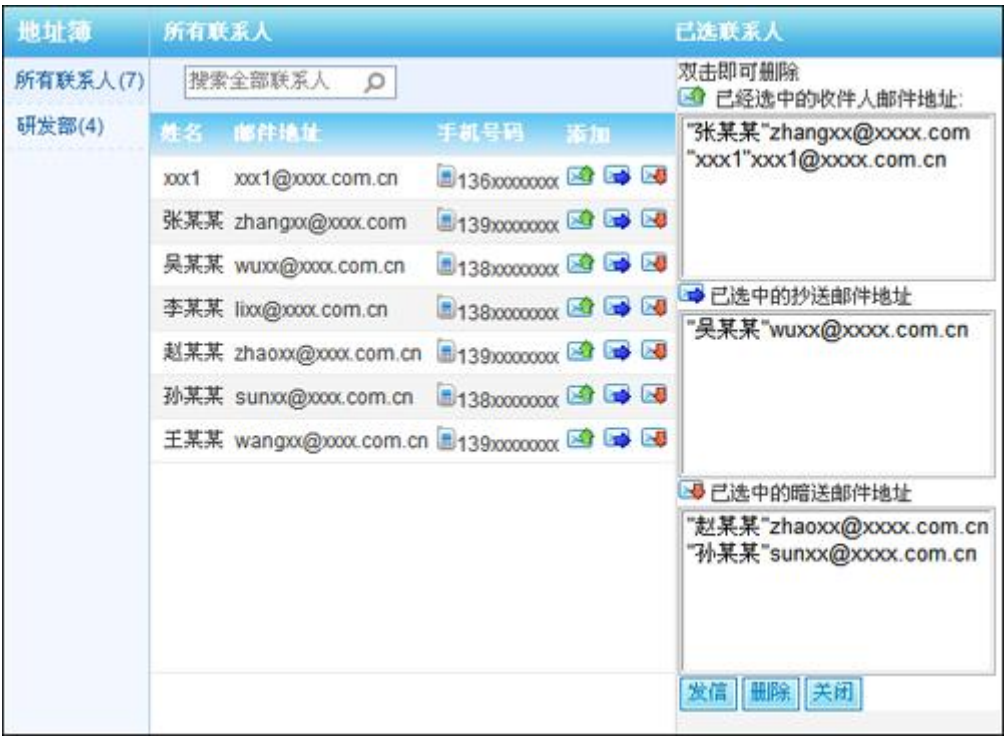 地址簿
所有联系人(7)
研发部(4)
所有联系人
搜索全部联系人
姓名 邮件地址 手机号码 添加
xxx1 xxx1@xxxx.com.cn 136xxxxxxxx
张某某 zhangxx@xxxx.com 139xxxxxxxx
吴某某 wuxx@xxxx.com.cn 138xxxxxxxx
李某某 lixx@xxxx.com.cn 138xxxxxxxx
赵某某 zhaoxx@xxxx.com.cn 139xxxxxxxx
孙某某 sunxx@xxxx.com.cn 138xxxxxxxx
王某某 wangxx@xxxx.com.cn 139xxxxxxxx
已选联系人
双击即可删除
已经选中的收件人邮件地址:
"张某某"zhangxx@xxxx.com
"xxx1"xxx1@xxxx.com.cn
已选中的抄送邮件地址
"吴某某"wuxx@xxxx.com.cn
已选中的暗送邮件地址
"赵某某"zhaoxx@xxxx.com.cn
"孙某某"sunxx@xxxx.com.cn
发信 删除 关闭